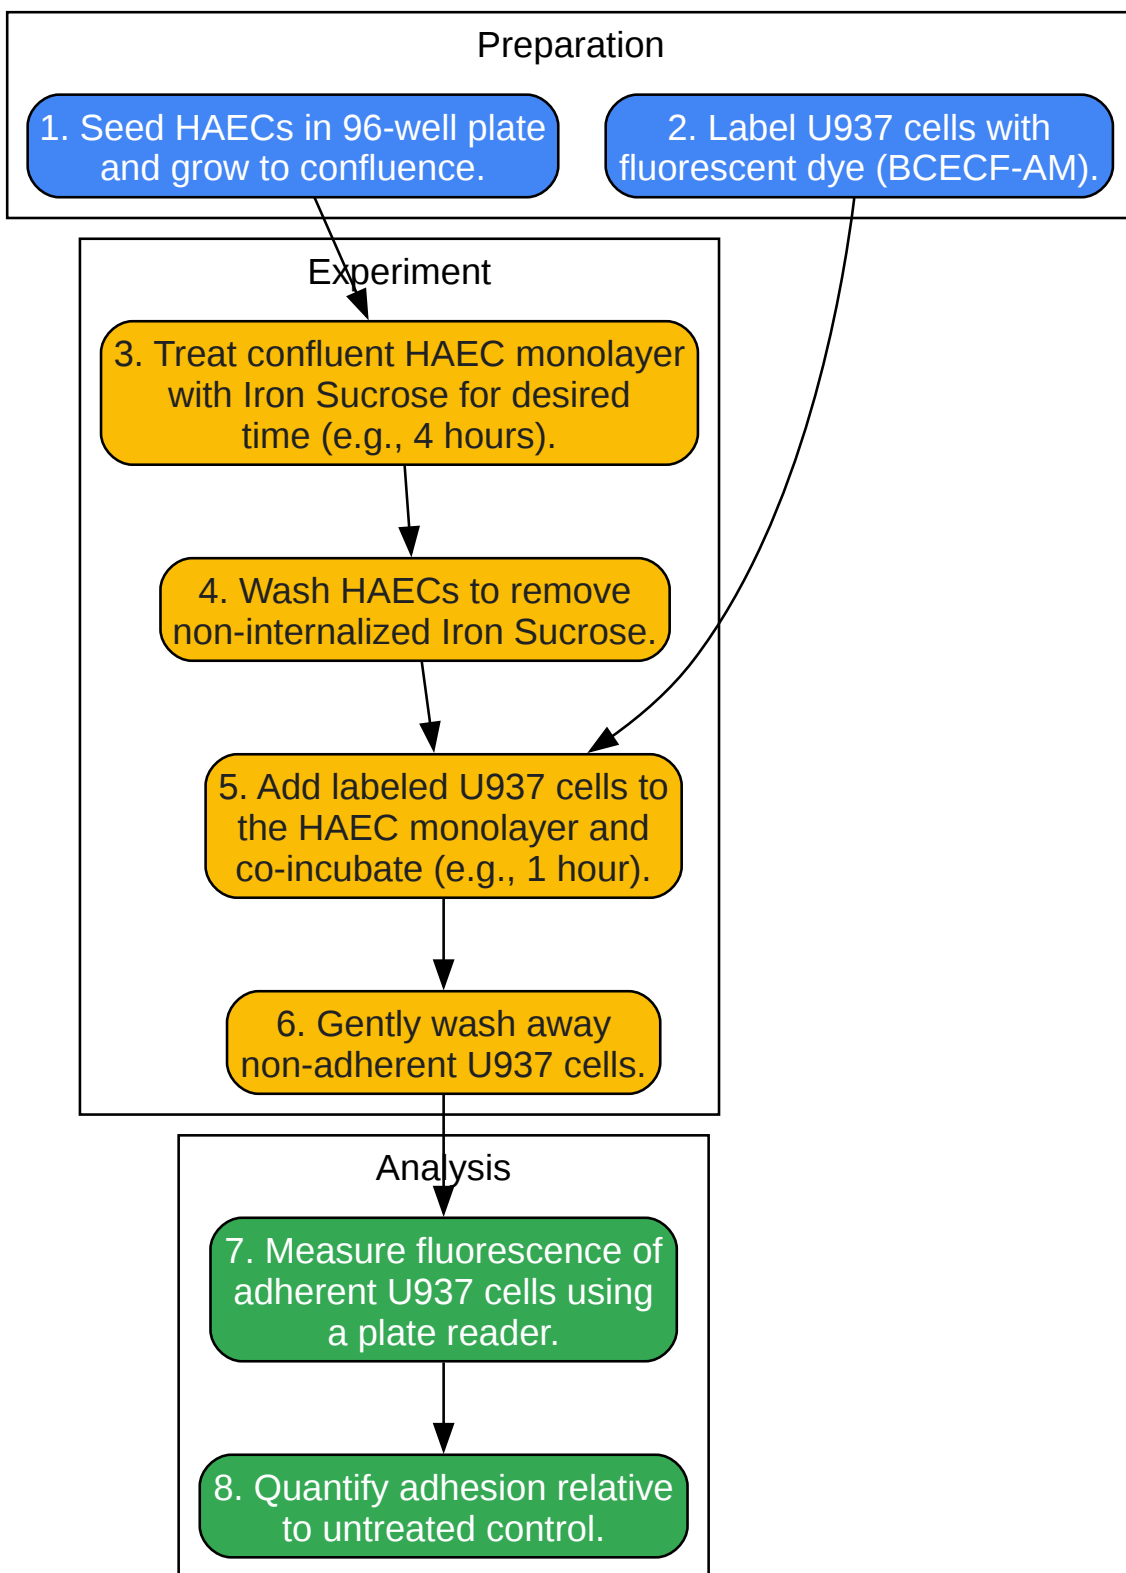 Preparation
1. Seed HAECs in 96-well plate
and grow to confluence.
2. Label U937 cells with
fluorescent dye (BCECF-AM).
Experiment
3. Treat confluent HAEC monolayer
with Iron Sucrose for desired
time (e.g., 4 hours).
4. Wash HAECs to remove
non-internalized Iron Sucrose.
5. Add labeled U937 cells to
the HAEC monolayer and
co-incubate (e.g., 1 hour).
6. Gently wash away
non-adherent U937 cells.
Analysis
7. Measure fluorescence of
adherent U937 cells using
a plate reader.
8. Quantify adhesion relative
to untreated control.